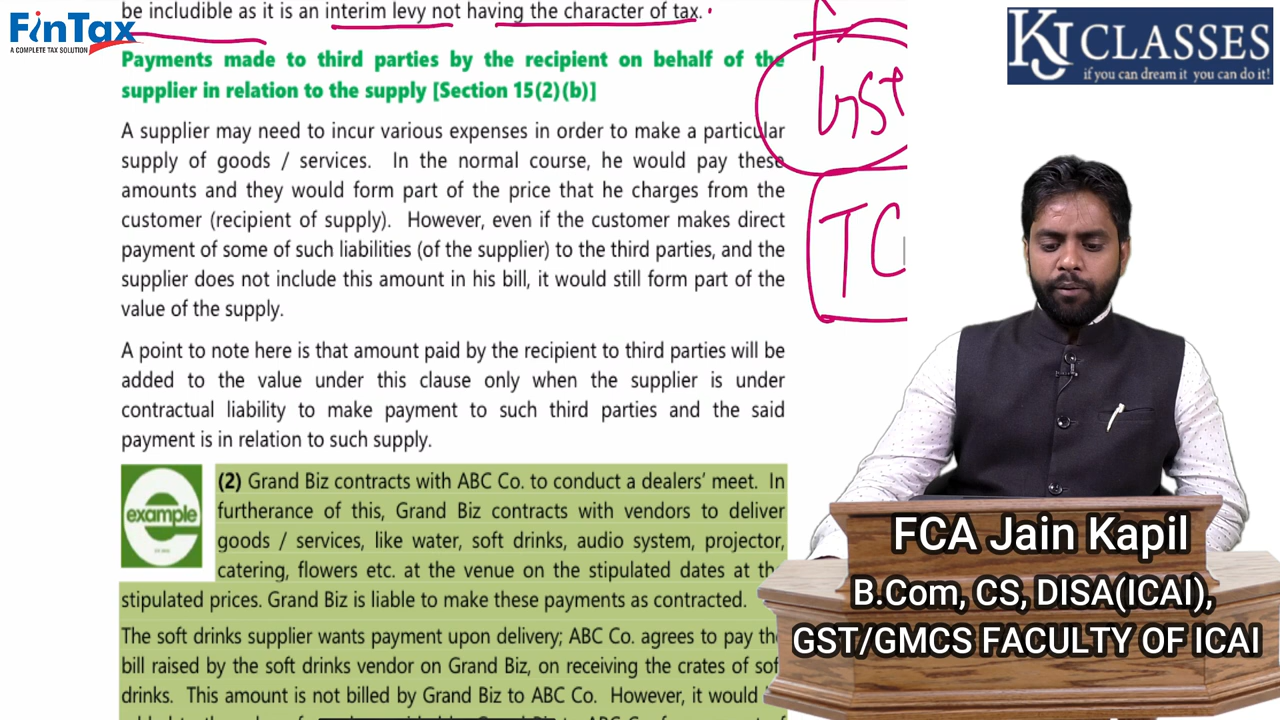 be includible as it is an interim levy not having the character of tax.
FinTax
A COMPLETE TAX SOLUTION
Payments made to third parties by the recipient on behalf of the
supplier in relation to the supply [Section 15(2)(b)]
A supplier may need to incur various expenses in order to make a particular
supply of goods / services. In the normal course, he would pay these
amounts and they would form part of the price that he charges from the
customer (recipient of supply). However, even if the customer makes direct
payment of some of such liabilities (of the supplier) to the third parties, and the
supplier does not include this amount in his bill, it would still form part of the
value of the supply.
A point to note here is that amount paid by the recipient to third parties will be
added to the value under this clause only when the supplier is under
contractual liability to make payment to such third parties and the said
payment is in relation to such supply.
example
(2) Grand Biz contracts with ABC Co. to conduct a dealers' meet. In
furtherance of this, Grand Biz contracts with vendors to deliver
goods / services, like water, soft drinks, audio system, projector,
catering, flowers etc. at the venue on the stipulated dates at the
stipulated prices. Grand Biz is liable to make these payments as contracted.
The soft drinks supplier wants payment upon delivery; ABC Co. agrees to pay the
bill raised by the soft drinks vendor on Grand Biz, on receiving the crates of sof
drinks. This amount is not billed by Grand Biz to ABC Co. However, it would
GST
TC
KJ CLASSES
if you can dream it you can do it!
FCA Jain Kapil
B.Com, CS, DISA(ICAI),
GST/GMCS FACULTY OF ICAI